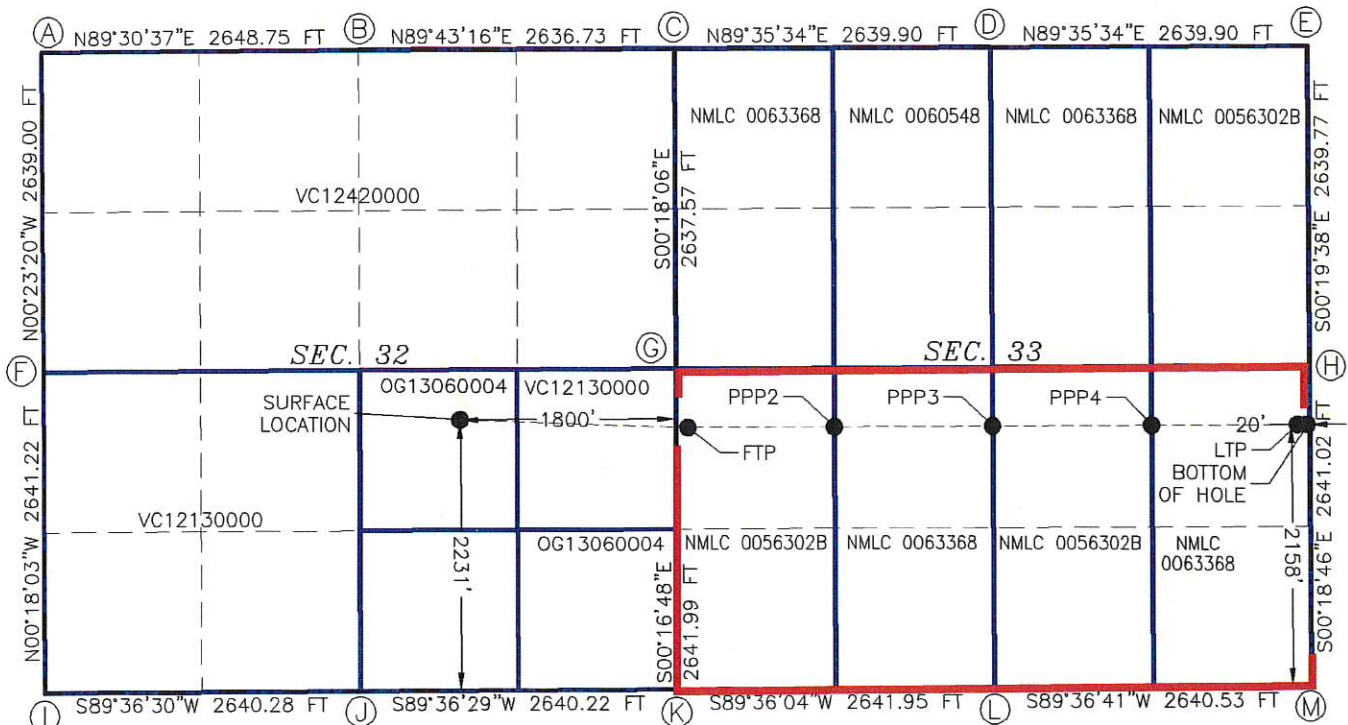 A B C D E
N89°30'37"E 2648.75 FT
N89°43'16"E 2636.73 FT
N89°35'34"E 2639.90 FT
N89°35'34"E 2639.90 FT
N00°23'20"W 2639.00 FT
S00°18'06"E
2637.57 FT
S00°19'38"E 2639.77 FT
NMLC 0063368
NMLC 0060548
NMLC 0063368
NMLC 0056302B
VC12420000
SEC. 32
SEC. 33
F
G
H
OG13060004
VC12130000
SURFACE
LOCATION
1800'
FTP
PPP2
PPP3
PPP4
20'
LTP
BOTTOM
OF HOLE
N00°18'03"W 2641.22 FT
VC12130000
2231'
OG13060004
S00°16'48"E
2641.99 FT
NMLC 0056302B
NMLC 0063368
NMLC 0056302B
NMLC
0063368
2158'
S00°18'46"E 2641.02 FT
I J K L M
S89°36'30"W 2640.28 FT
S89°36'29"W 2640.22 FT
S89°36'04"W 2641.95 FT
S89°36'41"W 2640.53 FT